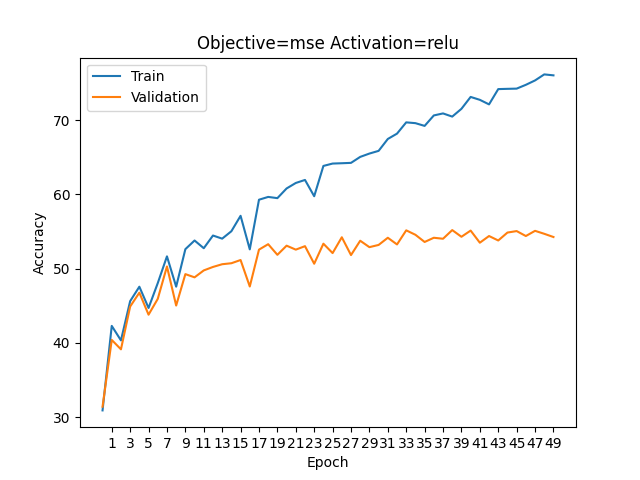 Objective=mse Activation=relu
Train
Validation
70
60
50
40
30
Accuracy
1 3 5 7 9 11 13 15 17 19 21 23 25 27 29 31 33 35 37 39 41 43 45 47 49
Epoch